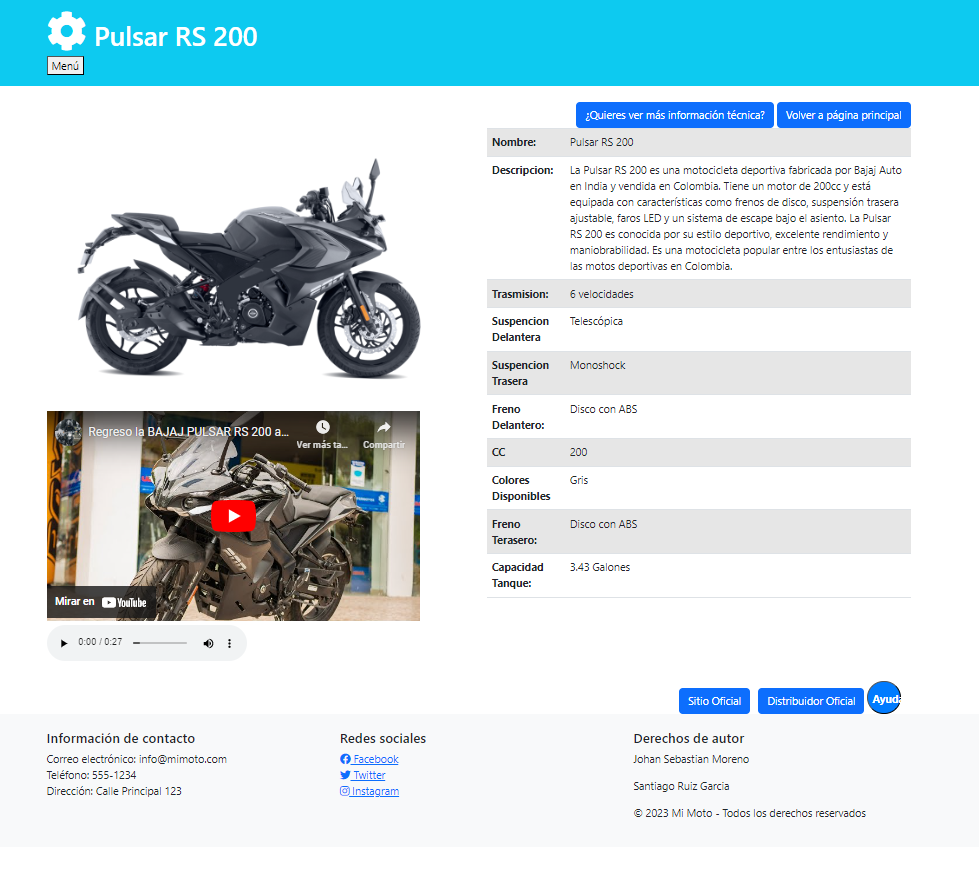 Pulsar RS 200
Menú
¿Quieres ver más información técnica?
Volver a página principal
Nombre: Pulsar RS 200
Descripcion: La Pulsar RS 200 es una motocicleta deportiva fabricada por Bajaj Auto
en India y vendida en Colombia. Tiene un motor de 200cc y está
equipada con características como frenos de disco, suspensión trasera
ajustable, faros LED y un sistema de escape bajo el asiento. La Pulsar
RS 200 es conocida por su estilo deportivo, excelente rendimiento y
maniobrabilidad. Es una motocicleta popular entre los entusiastas de
las motos deportivas en Colombia.
Trasmision: 6 velocidades
Suspencion Telescópica
Delantera
Suspencion Monoshock
Trasera
Freno Disco con ABS
Delantero:
CC 200
Colores Gris
Disponibles
Freno Disco con ABS
Terasero:
Capacidad 3.43 Galones
Tanque:
Regreso la BAJAJ PULSAR RS 200 a...
Ver más ta...
Compartir
Mirar en YouTube
0:00 / 0:27
Sitio Oficial
Distribuidor Oficial
Ayuda
Información de contacto
Correo electrónico: info@mimoto.com
Teléfono: 555-1234
Dirección: Calle Principal 123
Redes sociales
Facebook
Twitter
Instagram
Derechos de autor
Johan Sebastian Moreno
Santiago Ruiz Garcia
© 2023 Mi Moto - Todos los derechos reservados